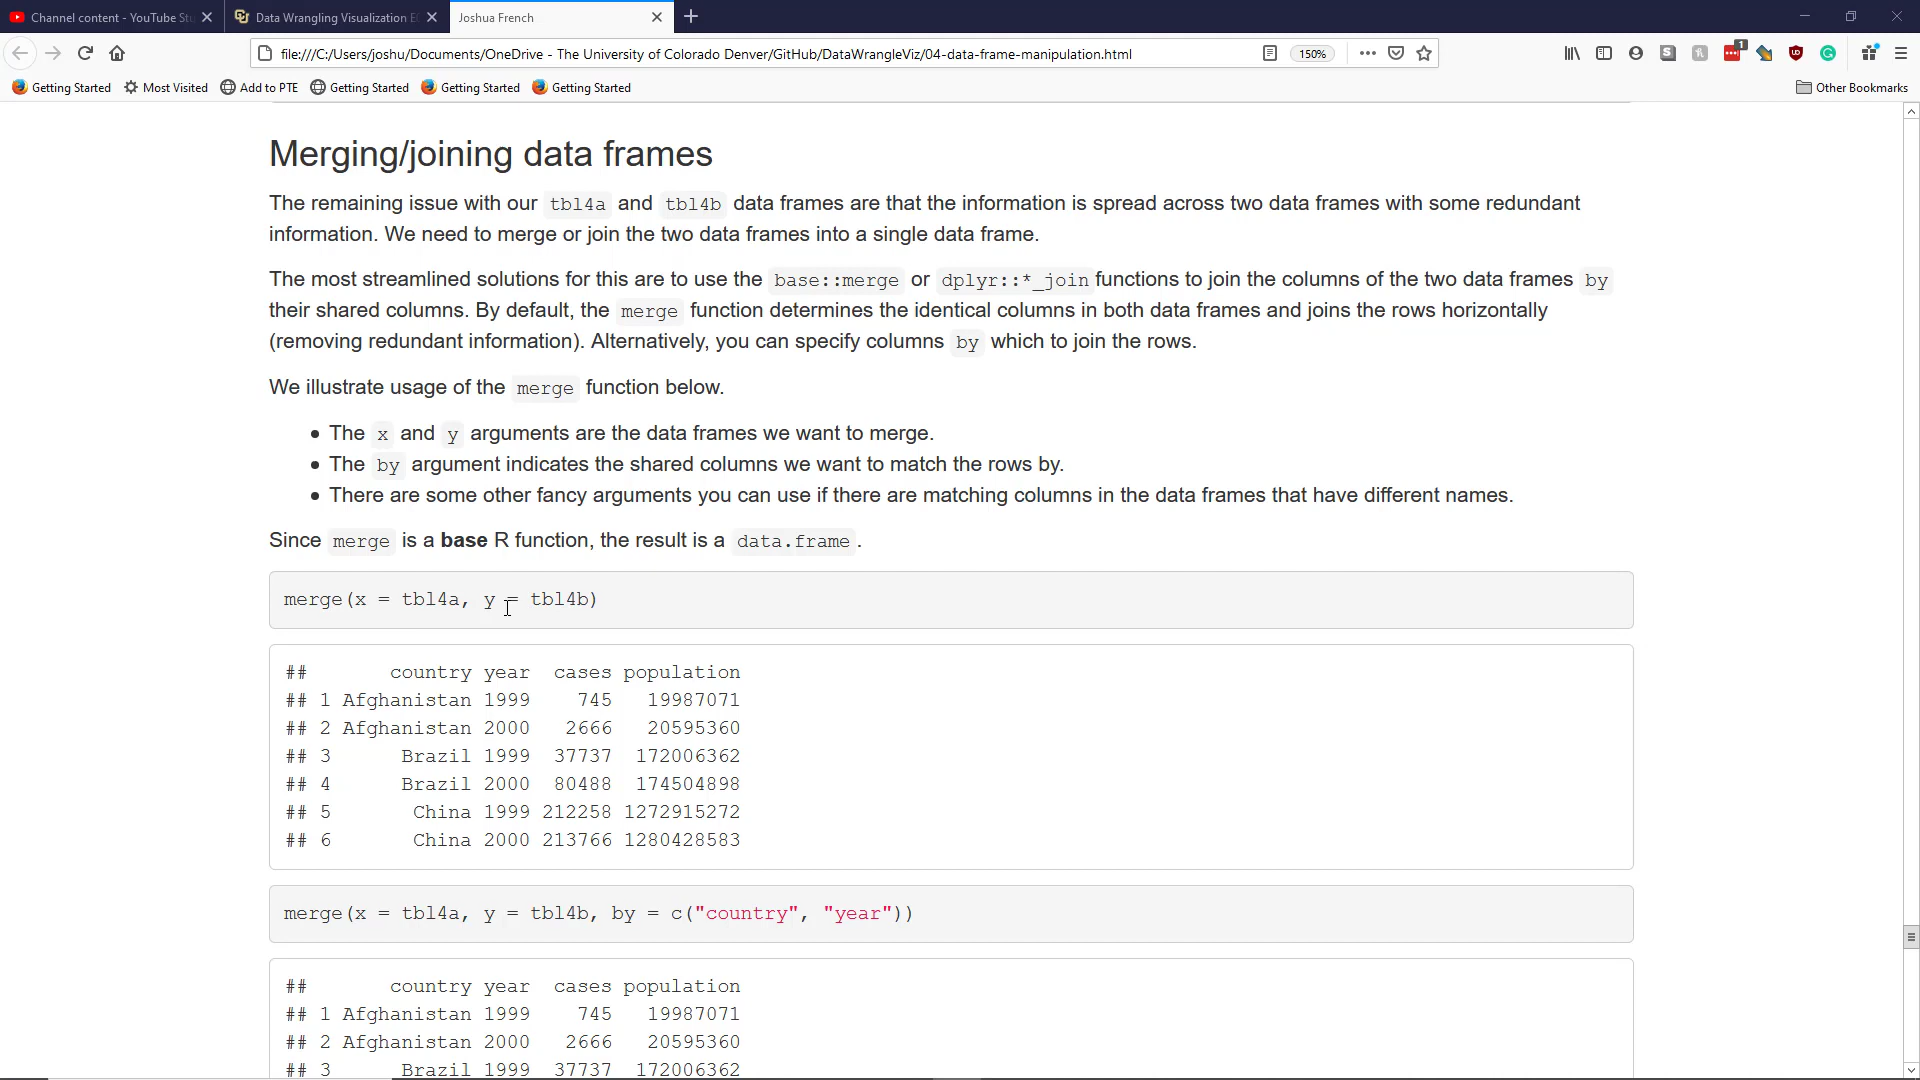 Channel content - YouTube Stu
Data Wrangling Visualization E
Joshua French
file:///C:/Users/joshu/Documents/OneDrive - The University of Colorado Denver/GitHub/DataWrangleViz/04-data-frame-manipulation.html
150%
1
Getting Started
Most Visited
Add to PTE
Getting Started
Getting Started
Getting Started
Other Bookmarks
Merging/joining data frames
The remaining issue with our tbl4a and tbl4b data frames are that the information is spread across two data frames with some redundant
information. We need to merge or join the two data frames into a single data frame.
The most streamlined solutions for this are to use the base::merge or dplyr::*_join functions to join the columns of the two data frames by
their shared columns. By default, the merge function determines the identical columns in both data frames and joins the rows horizontally
(removing redundant information). Alternatively, you can specify columns by which to join the rows.
We illustrate usage of the merge function below.
• The x and y arguments are the data frames we want to merge.
• The by argument indicates the shared columns we want to match the rows by.
• There are some other fancy arguments you can use if there are matching columns in the data frames that have different names.
Since merge is a base R function, the result is a data.frame.
merge(x = tbl4a, y = tbl4b)
## country year cases population
## 1 Afghanistan 1999 745 19987071
## 2 Afghanistan 2000 2666 20595360
## 3 Brazil 1999 37737 172006362
## 4 Brazil 2000 80488 174504898
## 5 China 1999 212258 1272915272
## 6 China 2000 213766 1280428583
merge(x = tbl4a, y = tbl4b, by = c("country", "year"))
## country year cases population
## 1 Afghanistan 1999 745 19987071
## 2 Afghanistan 2000 2666 20595360
## 3 Brazil 1999 37737 172006362